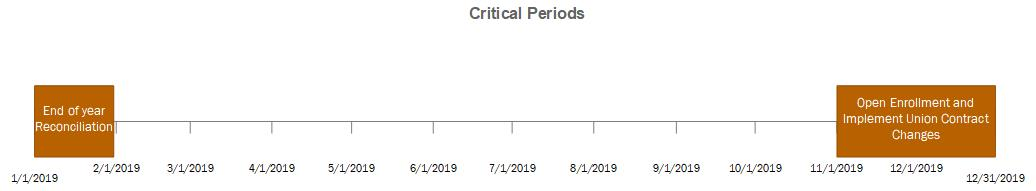 Critical Periods
End of year
Reconciliation
Open Enrollment and
Implement Union Contract
Changes
1/1/2019
2/1/2019
3/1/2019
4/1/2019
5/1/2019
6/1/2019
7/1/2019
8/1/2019
9/1/2019
10/1/2019
11/1/2019
12/1/2019
12/31/2019